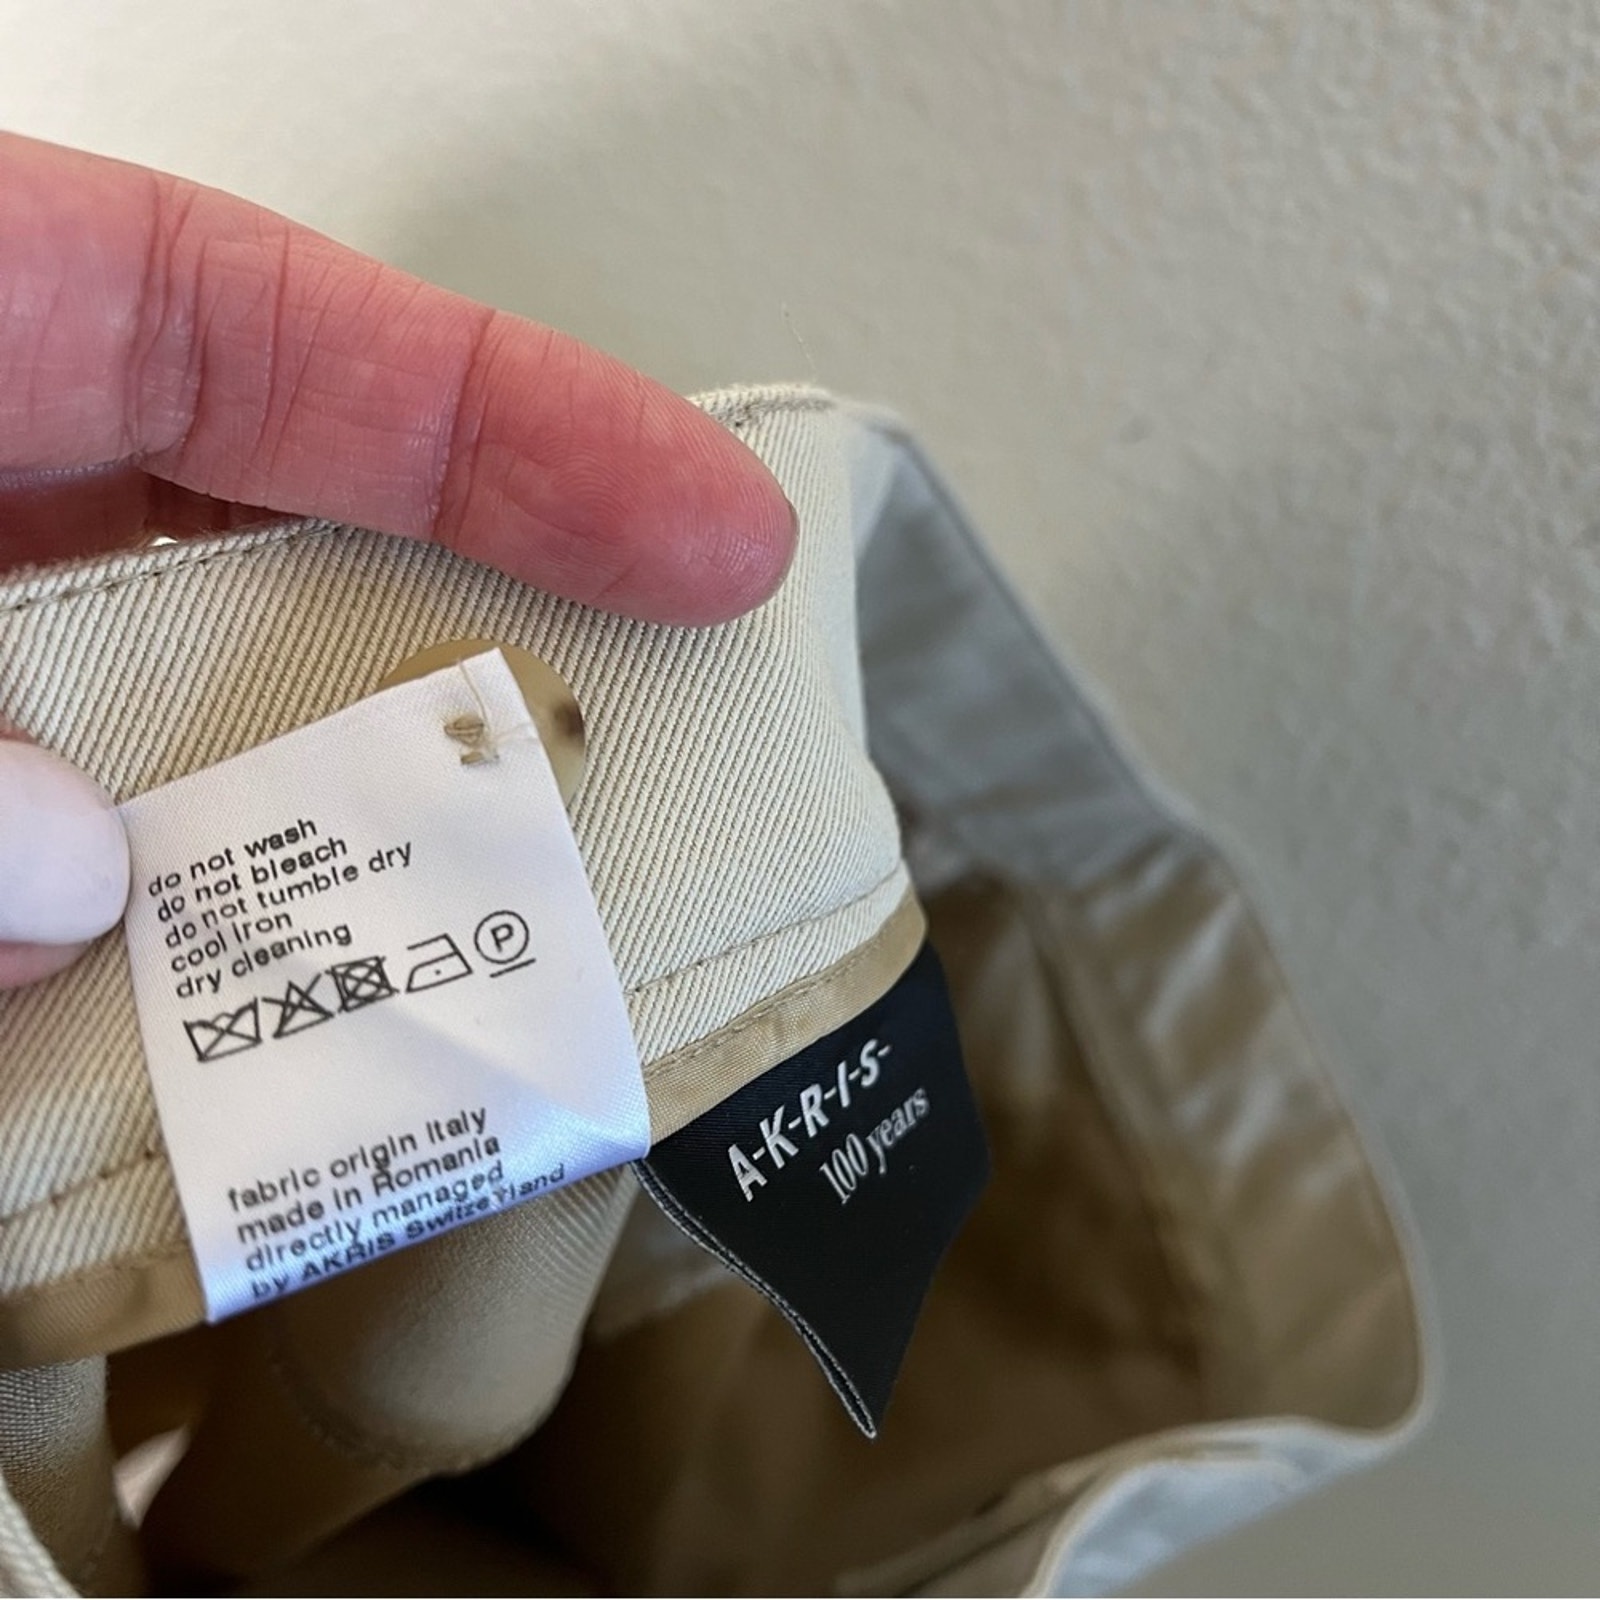 do not wash
do not bleach
do not tumble dry
cool iron
dry cleaning
P
fabric origin Italy
made in Romania
directly managed
by AKRIS Switzerland
A-K-R-I-S-
100 years